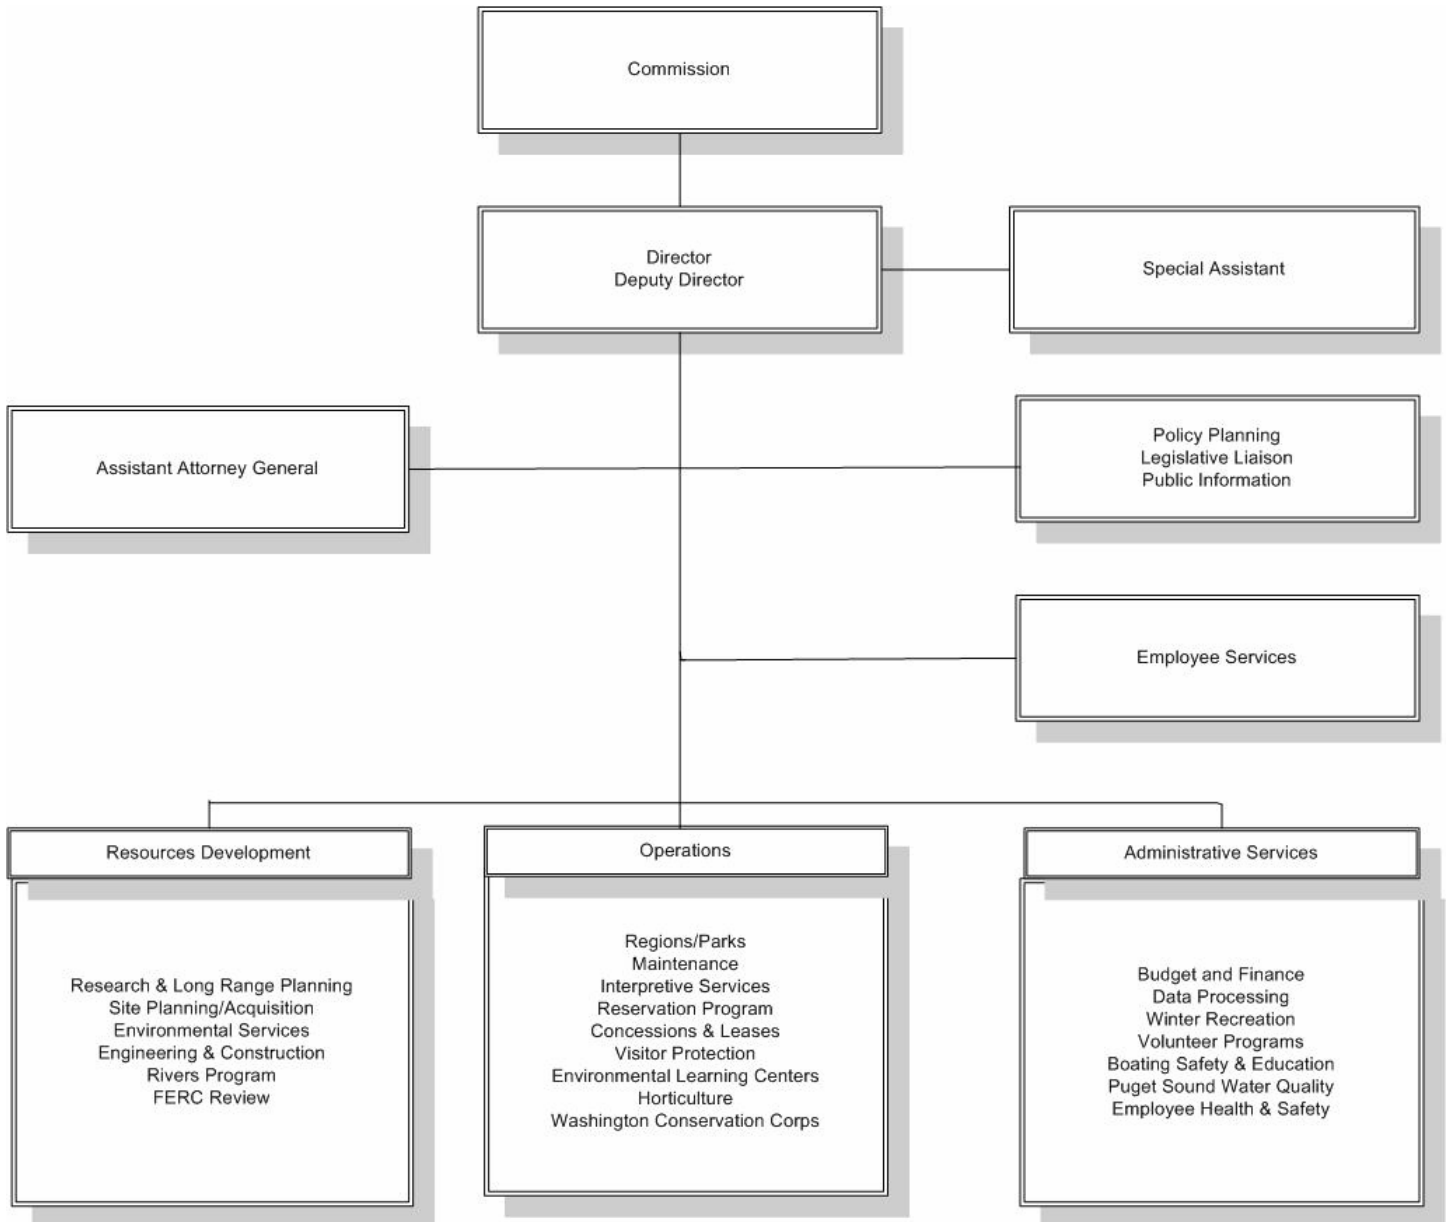 Commission
Director
Deputy Director
Special Assistant
Assistant Attorney General
Policy Planning
Legislative Liaison
Public Information
Employee Services
Resources Development
Research & Long Range Planning
Site Planning/Acquisition
Environmental Services
Engineering & Construction
Rivers Program
FERC Review
Operations
Regions/Parks
Maintenance
Interpretive Services
Reservation Program
Concessions & Leases
Visitor Protection
Environmental Learning Centers
Horticulture
Washington Conservation Corps
Administrative Services
Budget and Finance
Data Processing
Winter Recreation
Volunteer Programs
Boating Safety & Education
Puget Sound Water Quality
Employee Health & Safety